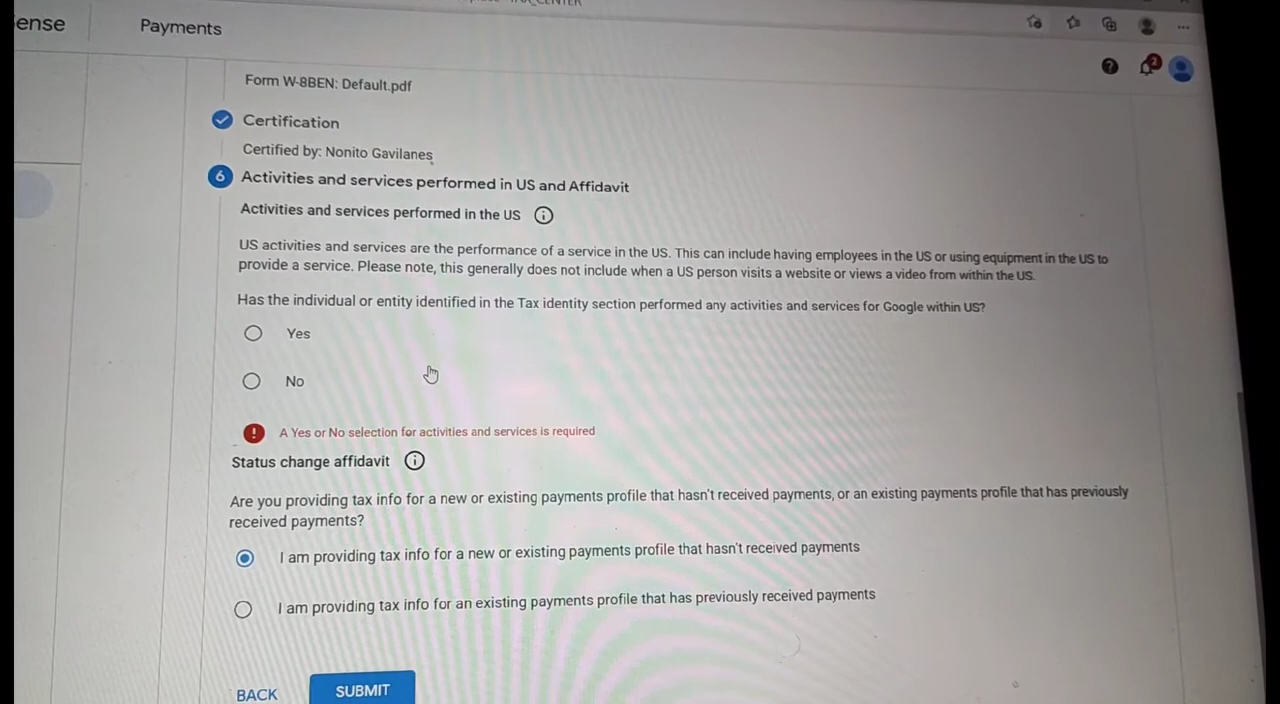 ense
Payments
Form W-8BEN: Default.pdf
Certification
Certified by: Nonito Gavilanes
6 Activities and services performed in US and Affidavit
Activities and services performed in the US
US activities and services are the performance of a service in the US. This can include having employees in the US or using equipment in the US to
provide a service. Please note, this generally does not include when a US person visits a website or views a video from within the US.
Has the individual or entity identified in the Tax identity section performed any activities and services for Google within US?
Yes
No
A Yes or No selection for activities and services is required
Status change affidavit
Are you providing tax info for a new or existing payments profile that hasn't received payments, or an existing payments profile that has previously
received payments?
I am providing tax info for a new or existing payments profile that hasn't received payments
I am providing tax info for an existing payments profile that has previously received payments
BACK
SUBMIT
2